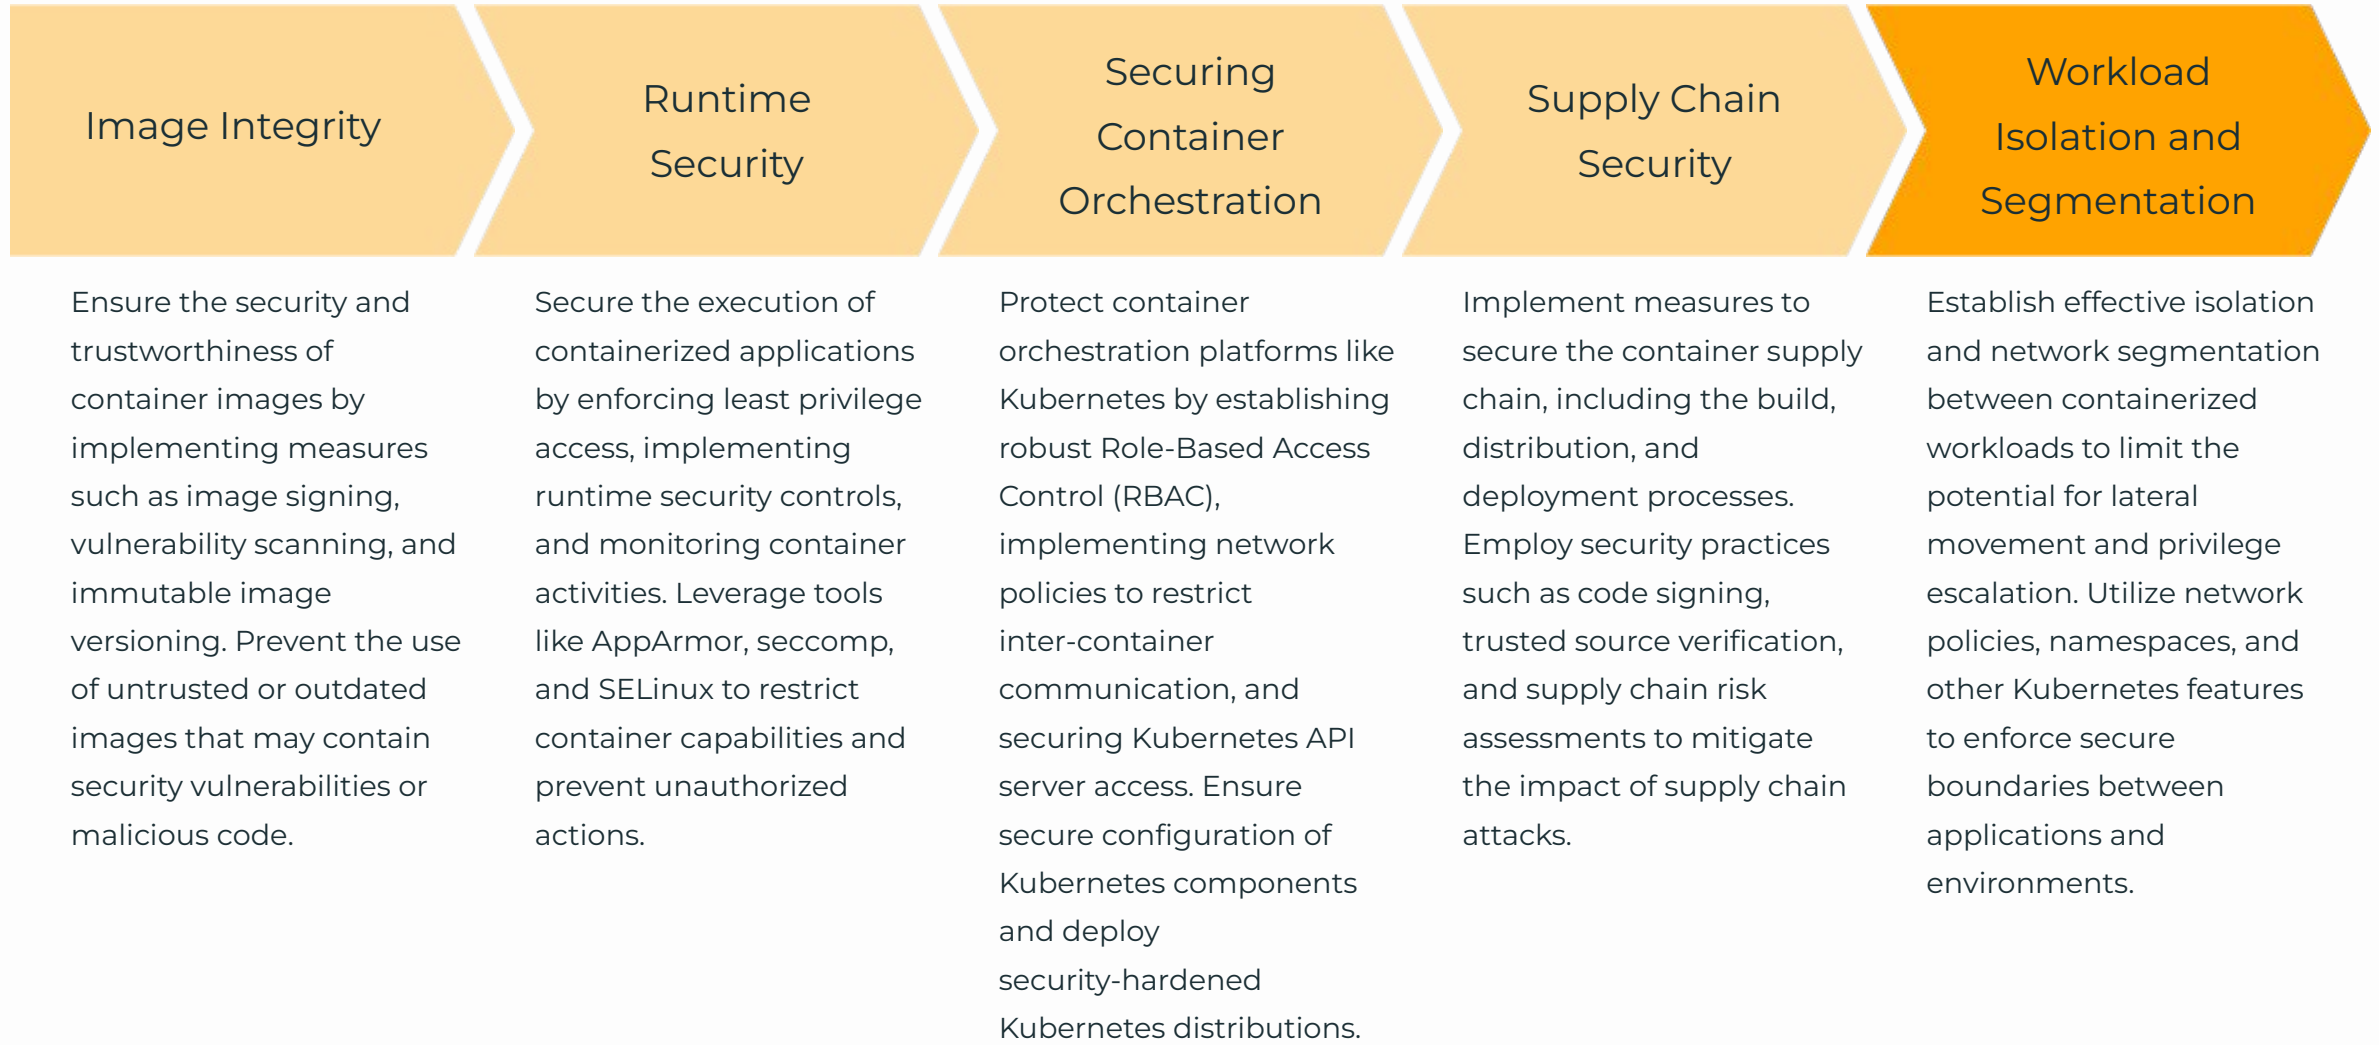 Image Integrity
Ensure the security and
trustworthiness of
container images by
implementing measures
such as image signing,
vulnerability scanning, and
immutable image
versioning. Prevent the use
of untrusted or outdated
images that may contain
security vulnerabilities or
malicious code.
Runtime
Security
Secure the execution of
containerized applications
by enforcing least privilege
access, implementing
runtime security controls,
and monitoring container
activities. Leverage tools
like AppArmor, seccomp,
and SELinux to restrict
container capabilities and
prevent unauthorized
actions.
Securing
Container
Orchestration
Protect container
orchestration platforms like
Kubernetes by establishing
robust Role-Based Access
Control (RBAC),
implementing network
policies to restrict
inter-container
communication, and
securing Kubernetes API
server access. Ensure
secure configuration of
Kubernetes components
and deploy
security-hardened
Kubernetes distributions.
Supply Chain
Security
Implement measures to
secure the container supply
chain, including the build,
distribution, and
deployment processes.
Employ security practices
such as code signing,
trusted source verification,
and supply chain risk
assessments to mitigate
the impact of supply chain
attacks.
Workload
Isolation and
Segmentation
Establish effective isolation
and network segmentation
between containerized
workloads to limit the
potential for lateral
movement and privilege
escalation. Utilize network
policies, namespaces, and
other Kubernetes features
to enforce secure
boundaries between
applications and
environments.